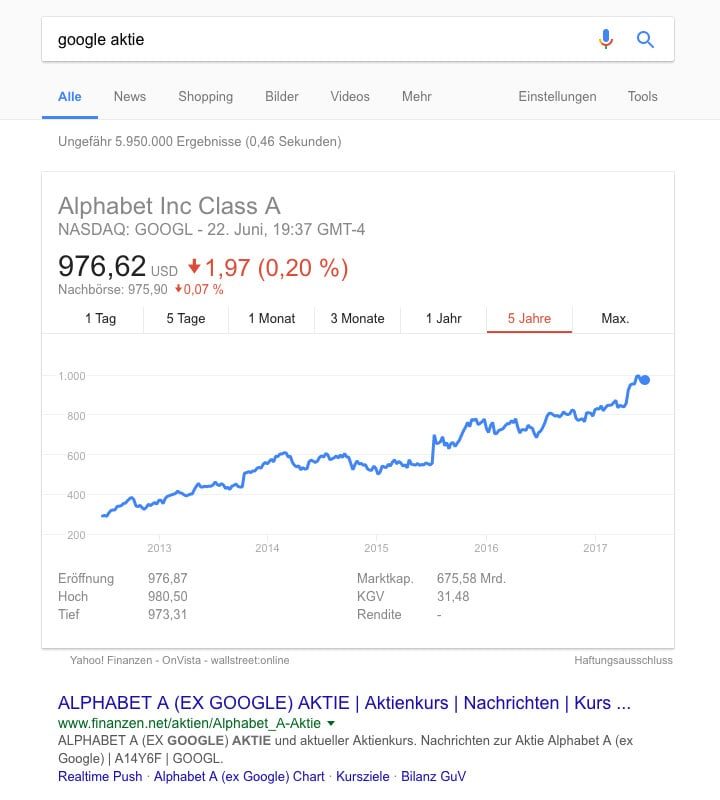 google aktie
Alle News Shopping Bilder Videos Mehr Einstellungen Tools
Ungefähr 5.950.000 Ergebnisse (0,46 Sekunden)
Alphabet Inc Class A
NASDAQ: GOOGL - 22. Juni, 19:37 GMT-4
976,62 USD 1,97 (0,20 %)
Nachbörse: 975,90 0,07 %
1 Tag 5 Tage 1 Monat 3 Monate 1 Jahr 5 Jahre Max.
1.000
800
600
400
200
2013 2014 2015 2016 2017
Eröffnung 976,87 Marktkap. 675,58 Mrd.
Hoch 980,50 KGV 31,48
Tief 973,31 Rendite -
Yahoo! Finanzen - OnVista - wallstreet:online Haftungsausschluss
ALPHABET A (EX GOOGLE) AKTIE | Aktienkurs | Nachrichten | Kurs ...
www.finanzen.net/aktien/Alphabet_A-Aktie
ALPHABET A (EX GOOGLE) AKTIE und aktueller Aktienkurs. Nachrichten zur Aktie Alphabet A (ex
Google) | A14Y6F | GOOGL.
Realtime Push · Alphabet A (ex Google) Chart · Kursziele · Bilanz GuV